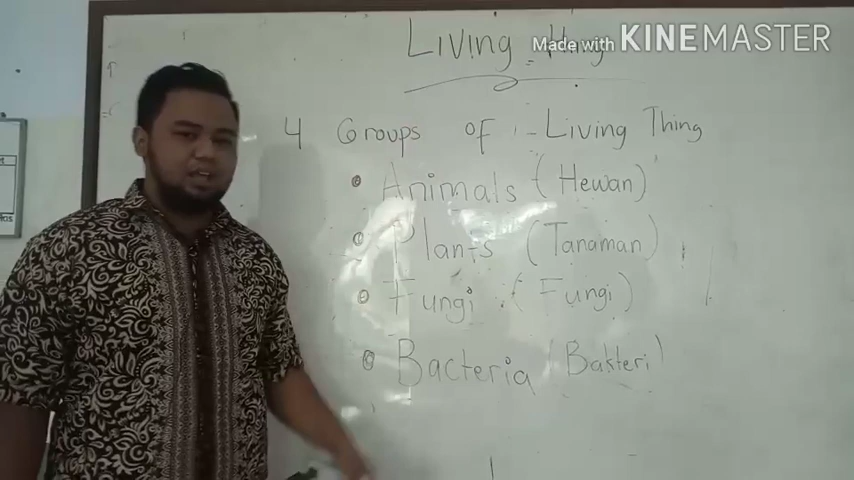 Living Thing
Made with KINEMASTER
4 Groups of Living Thing
Animals (Hewan)
Plants (Tanaman)
Fungi (Fungi)
Bacteria (Bakteri)